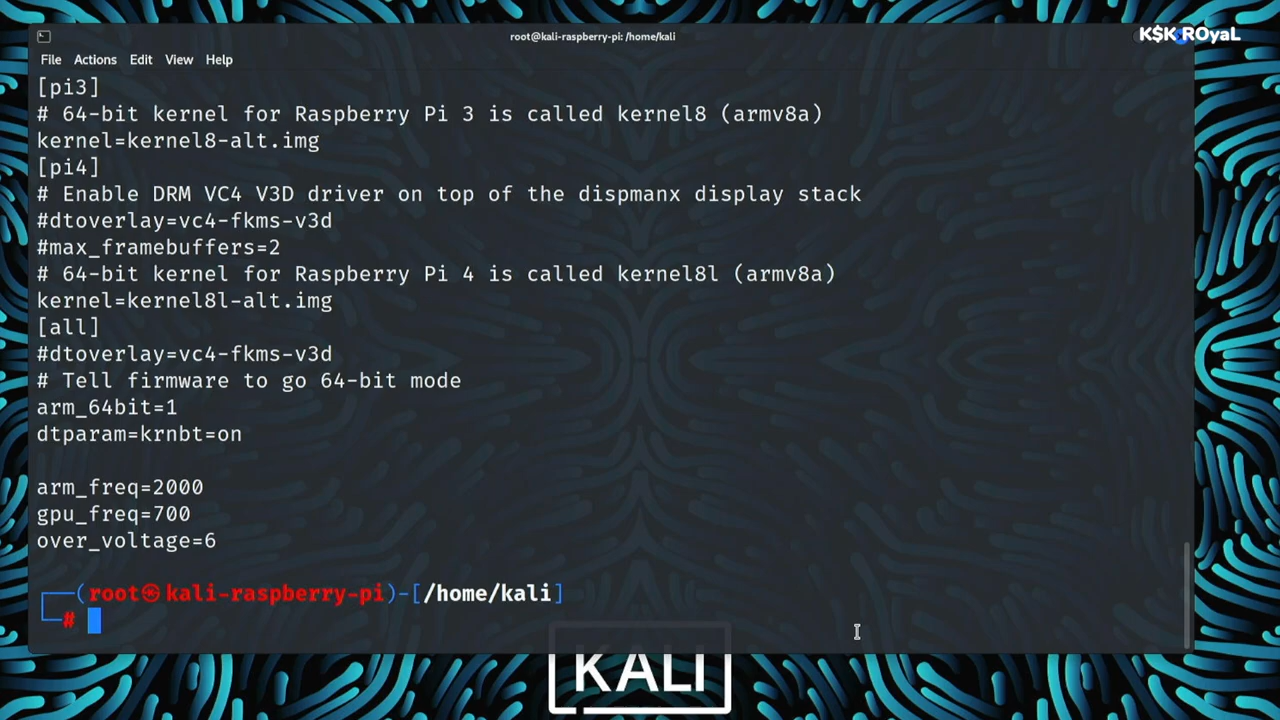 root@kali-raspberry-pi: /home/kali
K$K ROyaL
File Actions Edit View Help
[pi3]
# 64-bit kernel for Raspberry Pi 3 is called kernel8 (armv8a)
kernel=kernel8-alt.img
[pi4]
# Enable DRM VC4 V3D driver on top of the dispmanx display stack
#dtoverlay=vc4-fkms-v3d
#max_framebuffers=2
# 64-bit kernel for Raspberry Pi 4 is called kernel8l (armv8a)
kernel=kernel8l-alt.img
[all]
#dtoverlay=vc4-fkms-v3d
# Tell firmware to go 64-bit mode
arm_64bit=1
dtparam=krnbt=on
arm_freq=2000
gpu_freq=700
over_voltage=6
┌──(root㉿kali-raspberry-pi)-[/home/kali]
└─#
KALI